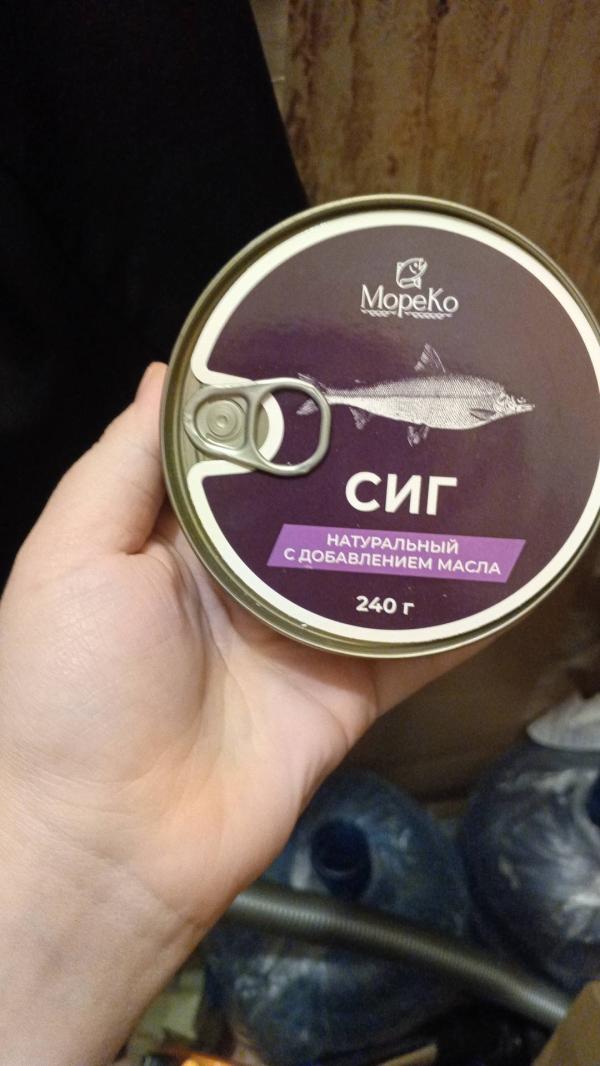 МореКо
СИГ
НАТУРАЛЬНЫЙ
С ДОБАВЛЕНИЕМ МАСЛА
240 г